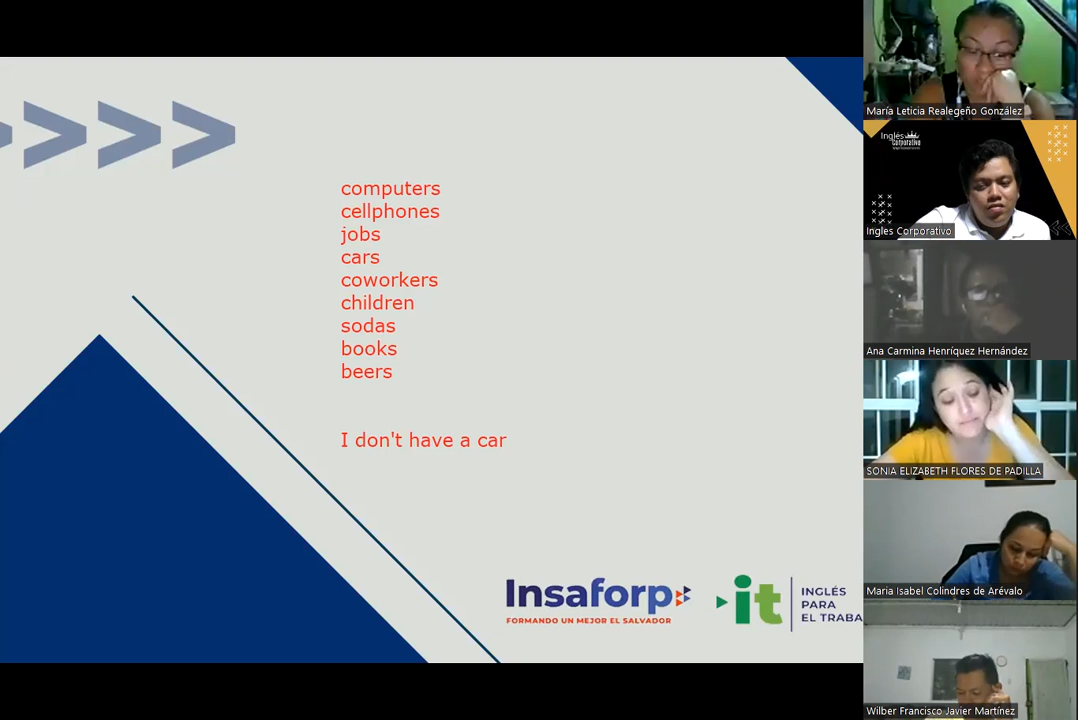 computers
cellphones
jobs
cars
coworkers
children
sodas
books
beers
I don't have a car
Insaforp
FORMANDO UN MEJOR EL SALVADOR
it
INGLÉS
PARA
EL TRABA
María Leticia Realegeño González
Inglés
Corporativo
Ingles Corporativo
Ana Carmina Henríquez Hernández
SONIA ELIZABETH FLORES DE PADILLA
Maria Isabel Colindres de Arévalo
Wilber Francisco Javier Martínez